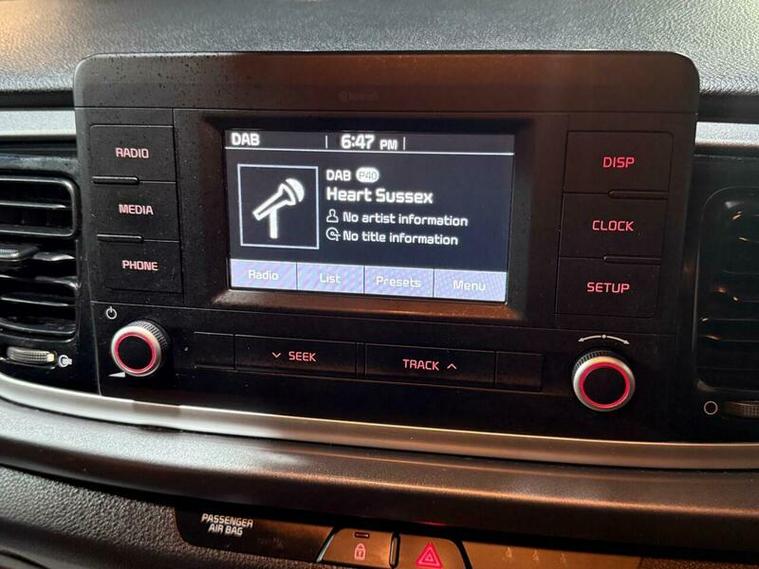 DAB 6:47 PM
RADIO
MEDIA
PHONE
DAB P40
Heart Sussex
No artist information
No title information
Radio List Presets Menu
DISP
CLOCK
SETUP
SEEK
TRACK
PASSENGER
AIR BAG